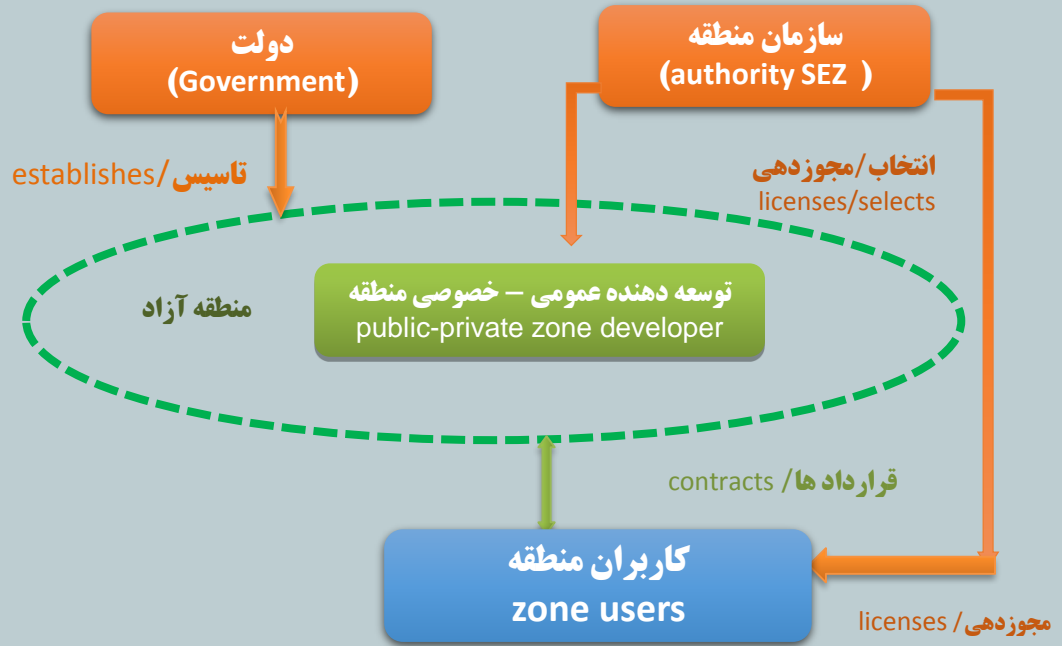 دولت
(Government)
سازمان منطقه
(authority SEZ )
establishes/تاسیس
انتخاب/مجوزدهی
licenses/selects
منطقه آزاد
توسعه دهنده عمومی – خصوصی منطقه
public-private zone developer
contracts /قرارداد ها
کاربران منطقه
zone users
licenses /مجوزدهی